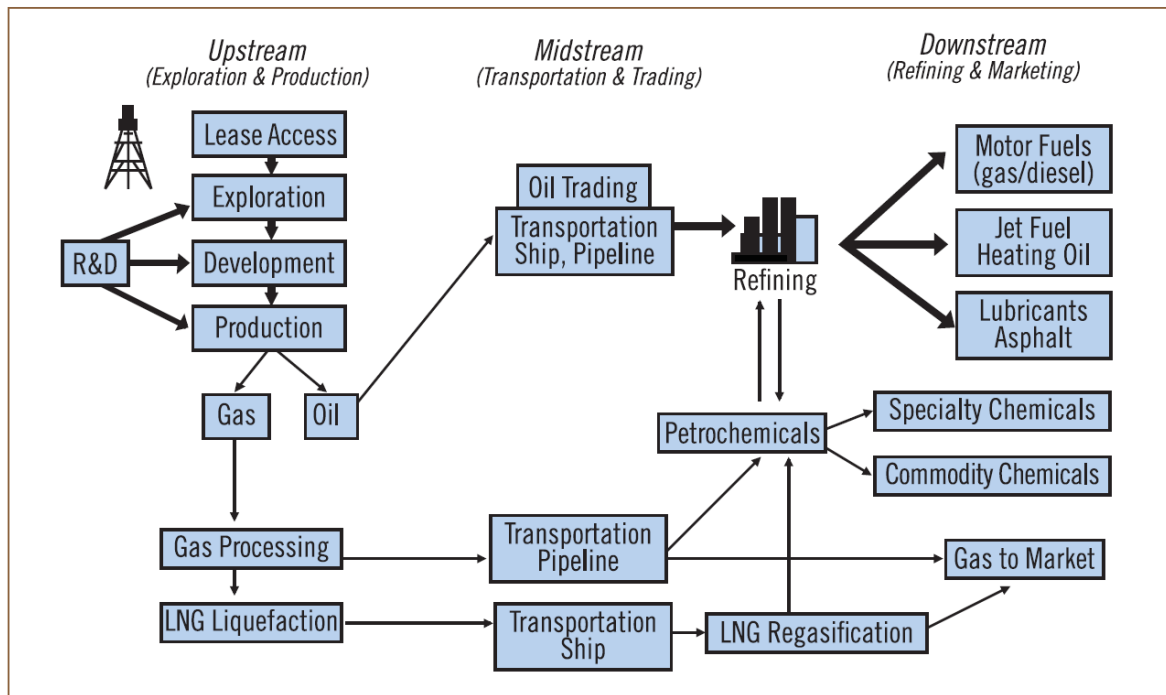 Upstream
(Exploration & Production)
Midstream
(Transportation & Trading)
Downstream
(Refining & Marketing)
Lease Access
Exploration
R&D
Development
Production
Gas
Oil
Oil Trading
Transportation
Ship, Pipeline
Refining
Motor Fuels
(gas/diesel)
Jet Fuel
Heating Oil
Lubricants
Asphalt
Petrochemicals
Specialty Chemicals
Commodity Chemicals
Gas Processing
Transportation
Pipeline
Gas to Market
LNG Liquefaction
Transportation
Ship
LNG Regasification